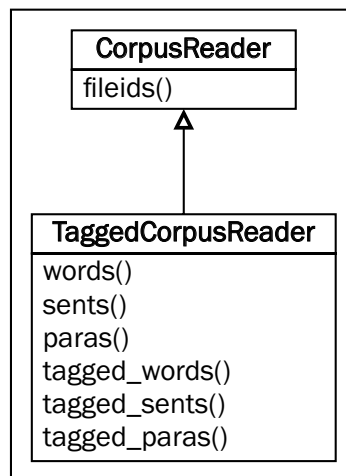 CorpusReader
fileids()
TaggedCorpusReader
words()
sents()
paras()
tagged_words()
tagged_sents()
tagged_paras()